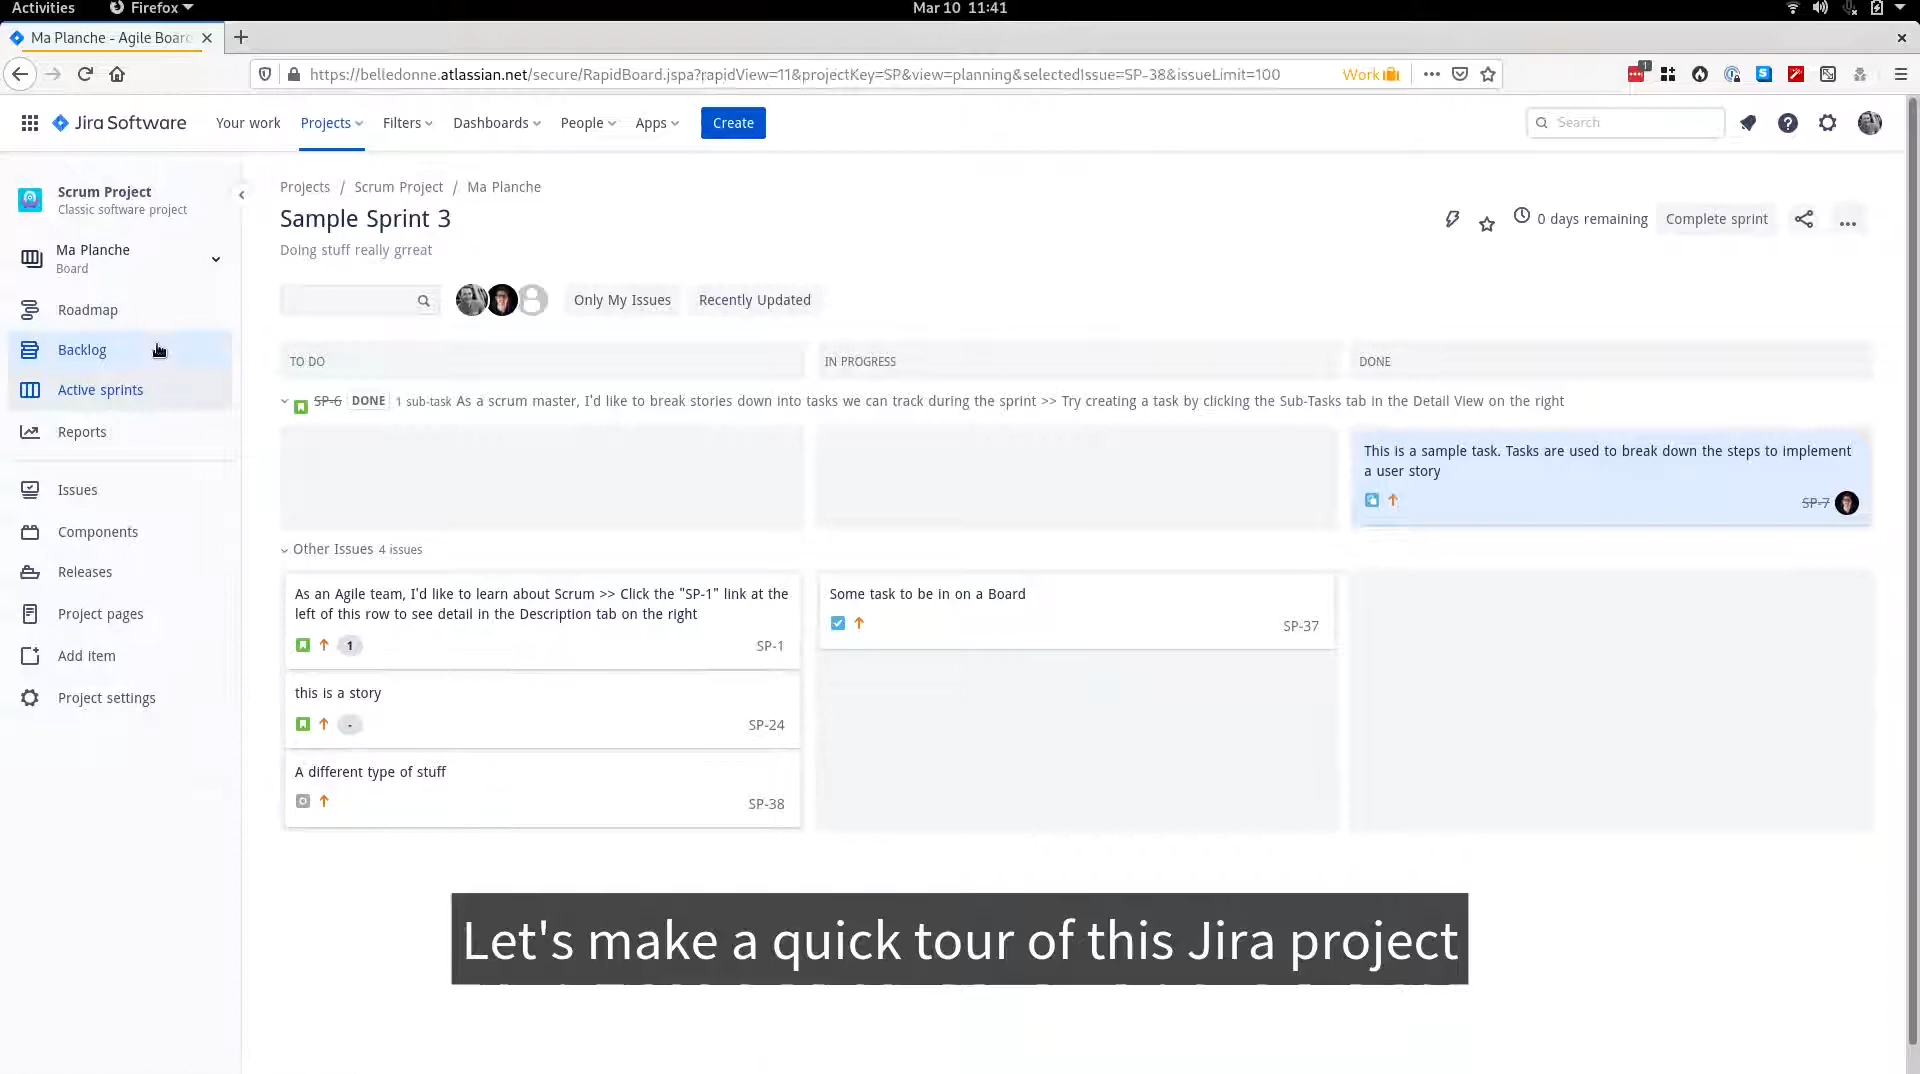 Activities
Firefox
Mar 10 11:41
Ma Planche - Agile Board
https://belledonne.atlassian.net/secure/RapidBoard.jspa?rapidView=11&projectKey=SP&view=planning&selectedIssue=SP-38&issueLimit=100
Work
1
Jira Software
Your work
Projects
Filters
Dashboards
People
Apps
Create
Search
Scrum Project
Classic software project
Ma Planche
Board
Roadmap
Backlog
Active sprints
Reports
Issues
Components
Releases
Project pages
Add item
Project settings
Projects / Scrum Project / Ma Planche
Sample Sprint 3
Doing stuff really grreat
0 days remaining
Complete sprint
Only My Issues
Recently Updated
TO DO
IN PROGRESS
DONE
SP-6 DONE 1 sub-task As a scrum master, I'd like to break stories down into tasks we can track during the sprint >> Try creating a task by clicking the Sub-Tasks tab in the Detail View on the right
This is a sample task. Tasks are used to break down the steps to implement
a user story
SP-7
Other Issues 4 issues
As an Agile team, I'd like to learn about Scrum >> Click the "SP-1" link at the
left of this row to see detail in the Description tab on the right
1
SP-1
this is a story
-
SP-24
A different type of stuff
SP-38
Some task to be in on a Board
SP-37
Let's make a quick tour of this Jira project